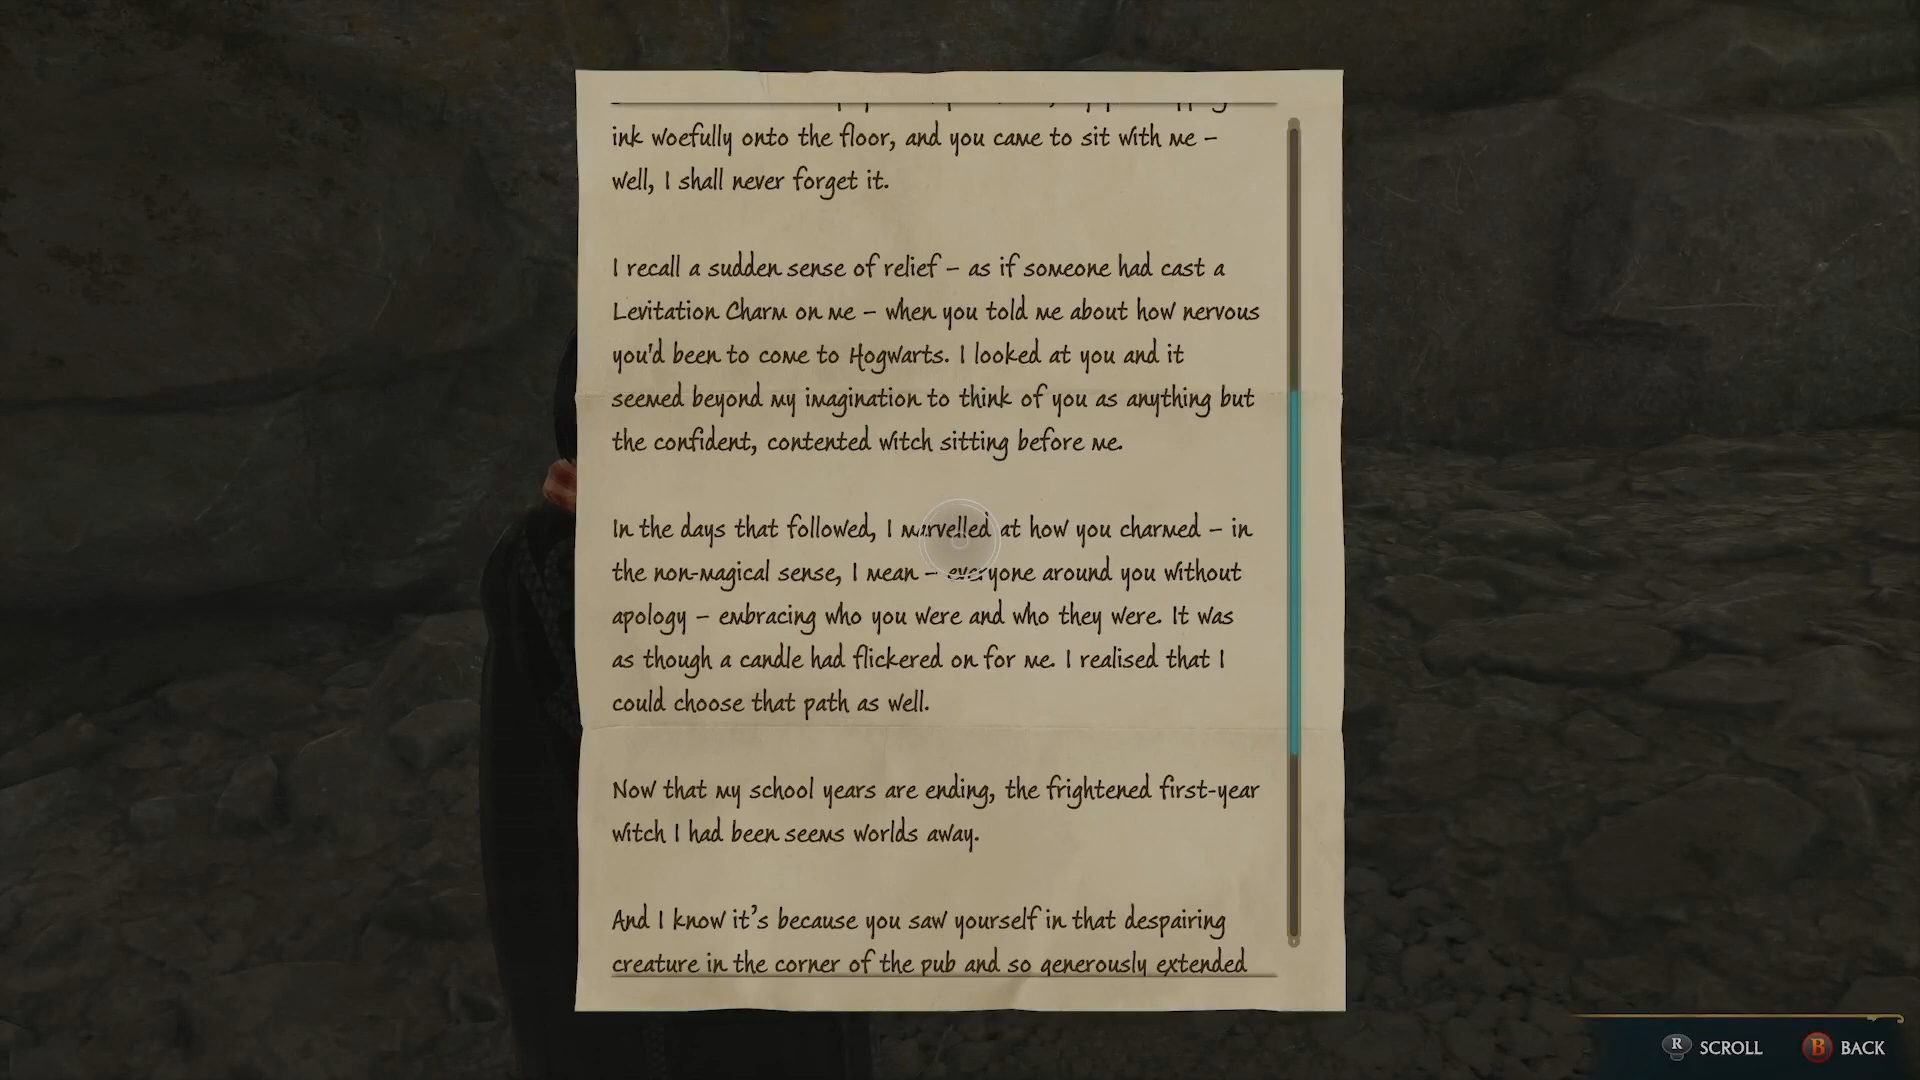 ink woefully onto the floor, and you came to sit with me –
well, I shall never forget it.
I recall a sudden sense of relief – as if someone had cast a
Levitation Charm on me – when you told me about how nervous
you'd been to come to Hogwarts. I looked at you and it
seemed beyond my imagination to think of you as anything but
the confident, contented witch sitting before me.
In the days that followed, I marvelled at how you charmed – in
the non-magical sense, I mean – everyone around you without
apology – embracing who you were and who they were. It was
as though a candle had flickered on for me. I realised that I
could choose that path as well.
Now that my school years are ending, the frightened first-year
witch I had been seems worlds away.
And I know it’s because you saw yourself in that despairing
creature in the corner of the pub and so generously extended
R SCROLL
B BACK